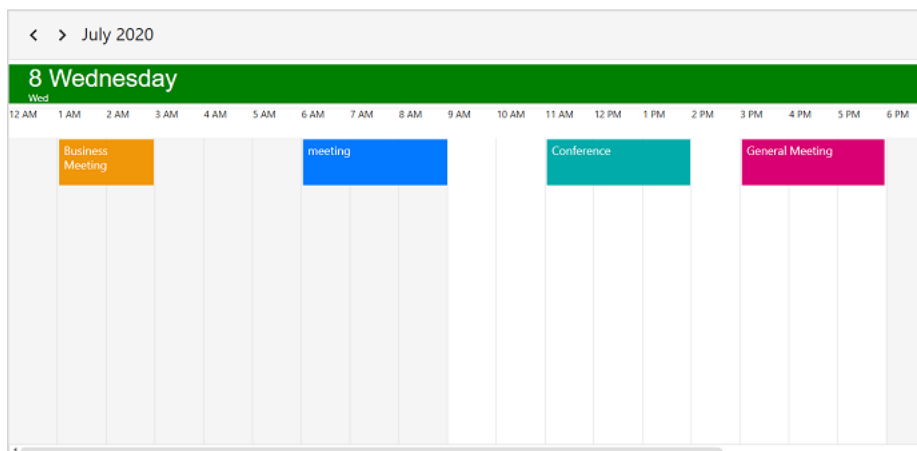 July 2020
8 Wednesday
Wed
12 AM 1 AM 2 AM 3 AM 4 AM 5 AM 6 AM 7 AM 8 AM 9 AM 10 AM 11 AM 12 PM 1 PM 2 PM 3 PM 4 PM 5 PM 6 PM
Business
Meeting
meeting
Conference
General Meeting